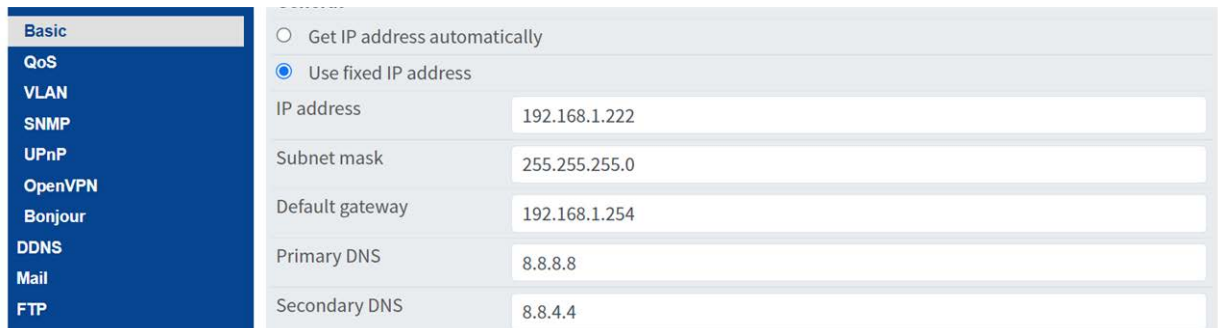 Basic
QoS
VLAN
SNMP
UPnP
OpenVPN
Bonjour
DDNS
Mail
FTP
Get IP address automatically
Use fixed IP address
IP address 192.168.1.222
Subnet mask 255.255.255.0
Default gateway 192.168.1.254
Primary DNS 8.8.8.8
Secondary DNS 8.8.4.4